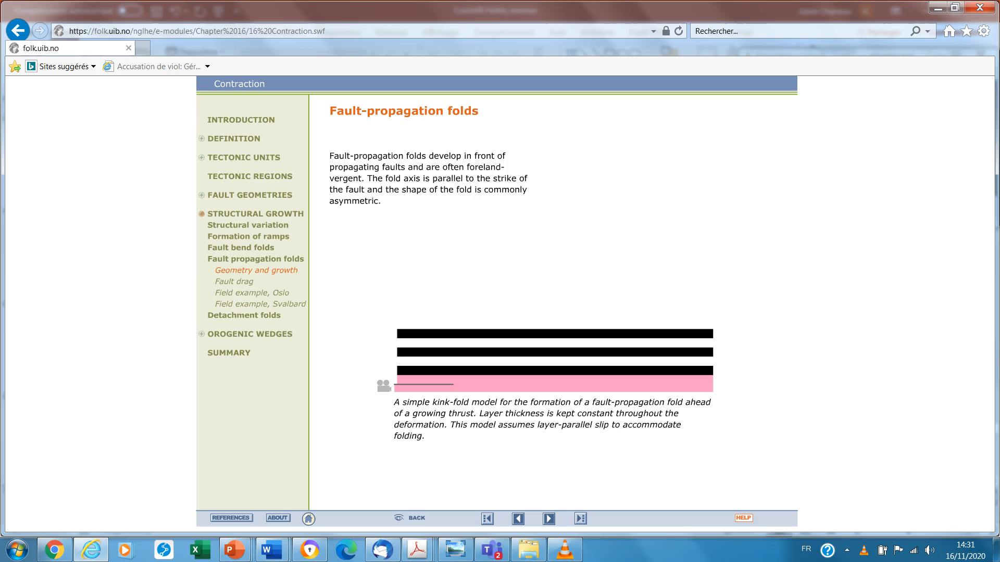 https://folk.uib.no/nglhe/e-modules/Chapter%2016/16%20Contraction.swf
Rechercher...
folk.uib.no
Sites suggérés
Accusation de viol: Gér...
Contraction
INTRODUCTION
DEFINITION
TECTONIC UNITS
TECTONIC REGIONS
FAULT GEOMETRIES
STRUCTURAL GROWTH
Structural variation
Formation of ramps
Fault bend folds
Fault propagation folds
Geometry and growth
Fault drag
Field example, Oslo
Field example, Svalbard
Detachment folds
OROGENIC WEDGES
SUMMARY
Fault-propagation folds
Fault-propagation folds develop in front of
propagating faults and are often foreland-
vergent. The fold axis is parallel to the strike of
the fault and the shape of the fold is commonly
asymmetric.
A simple kink-fold model for the formation of a fault-propagation fold ahead
of a growing thrust. Layer thickness is kept constant throughout the
deformation. This model assumes layer-parallel slip to accommodate
folding.
REFERENCES
ABOUT
BACK
HELP
FR
14:31
16/11/2020